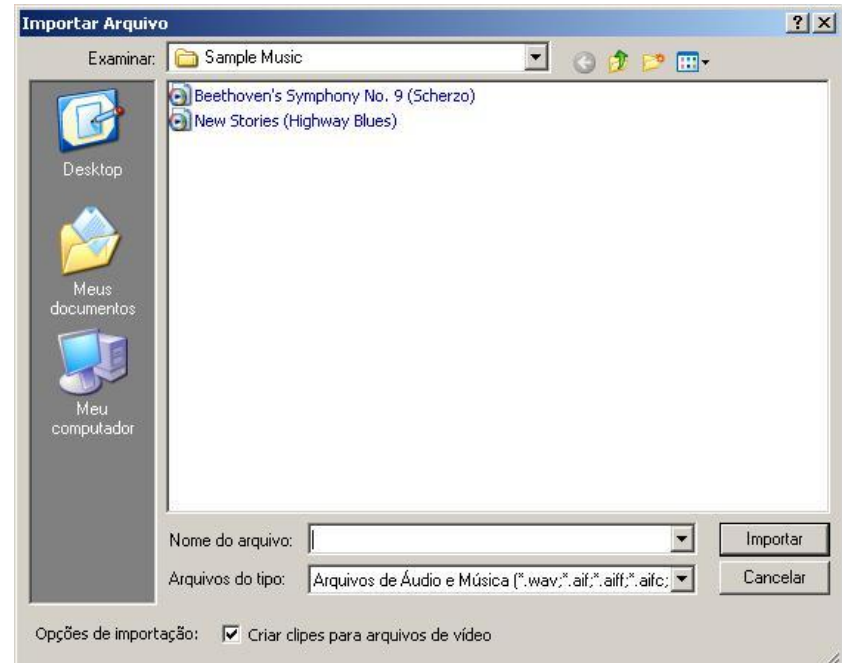 Importar Arquivo
Examinar: Sample Music
Beethoven's Symphony No. 9 (Scherzo)
New Stories (Highway Blues)
Desktop
Meus
documentos
Meu
computador
Nome do arquivo: Importar
Arquivos do tipo: Arquivos de Áudio e Música (*.wav;*.aif;*.aiff;*.aifc; Cancelar
Opções de importação: Criar clipes para arquivos de vídeo